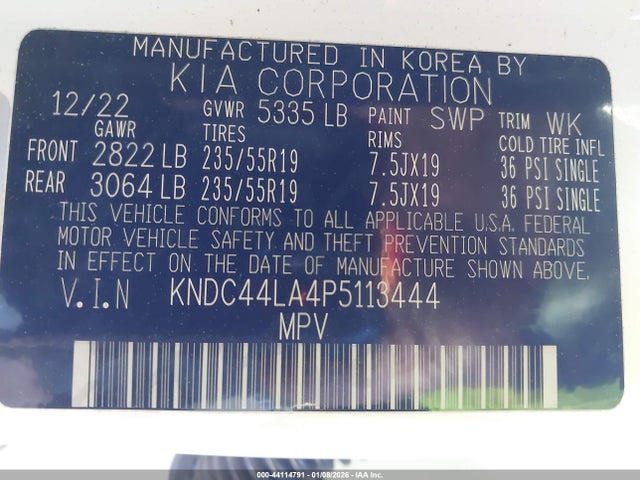 MANUFACTURED IN KOREA BY
KIA CORPORATION
12/22 GVWR 5335 LB PAINT SWP TRIM WK
GAWR TIRES RIMS COLD TIRE INFL
FRONT 2822 LB 235/55R19 7.5JX19 36 PSI SINGLE
REAR 3064 LB 235/55R19 7.5JX19 36 PSI SINGLE
THIS VEHICLE CONFORMS TO ALL APPLICABLE U.S.A. FEDERAL
MOTOR VEHICLE SAFETY AND THEFT PREVENTION STANDARDS
IN EFFECT ON THE DATE OF MANUFACTURE SHOWN ABOVE.
V.I.N KNDC44LA4P5113444
MPV
000-44114791 - 01/08/2026 - IAA Inc.